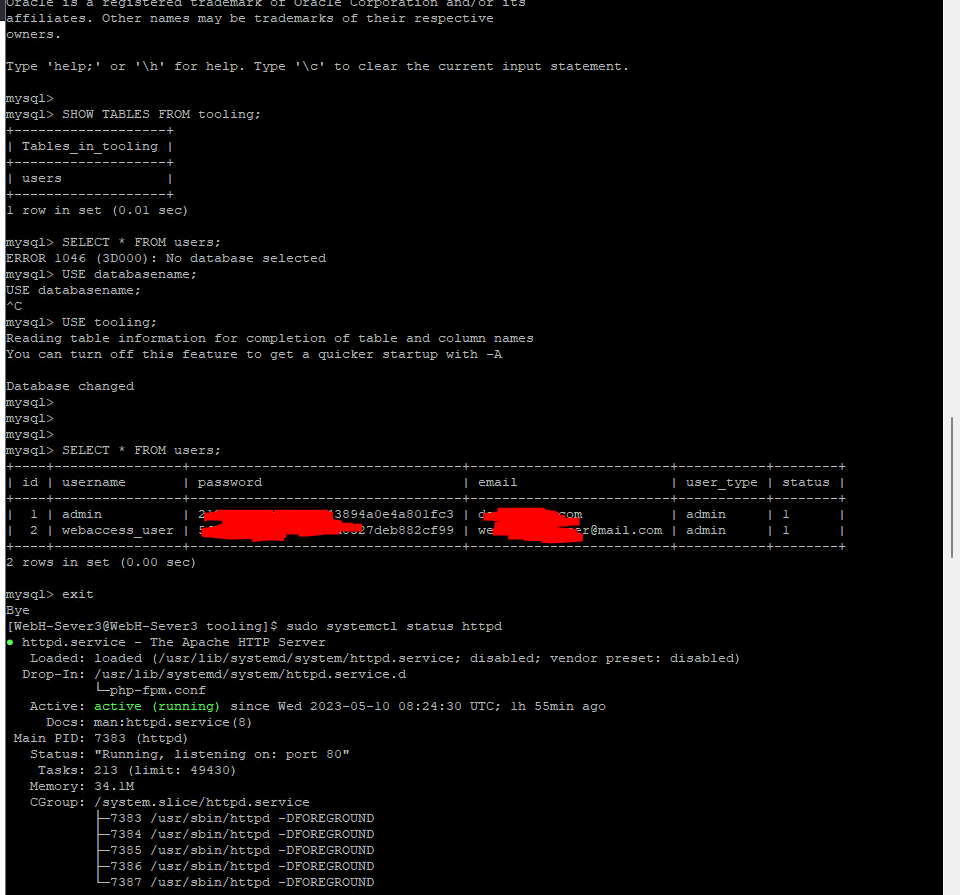 Oracle is a registered trademark of Oracle Corporation and/or its
affiliates. Other names may be trademarks of their respective
owners.
Type 'help;' or '\h' for help. Type '\c' to clear the current input statement.
mysql>
mysql> SHOW TABLES FROM tooling;
+-------------------+
| Tables_in_tooling |
+-------------------+
| users             |
+-------------------+
1 row in set (0.01 sec)
mysql> SELECT * FROM users;
ERROR 1046 (3D000): No database selected
mysql> USE databasename;
USE databasename;
^C
mysql> USE tooling;
Reading table information for completion of table and column names
You can turn off this feature to get a quicker startup with -A
Database changed
mysql>
mysql>
mysql>
mysql> SELECT * FROM users;
+----+----------------+----------------------------------+-------------------------+-----------+--------+
| id | username       | password                         | email                   | user_type | status |
+----+----------------+----------------------------------+-------------------------+-----------+--------+
| 1 | admin          | 3894a0e4a801fc3 | com | admin     | 1      |
| 2 | webaccess_user | 27deb882cf99 | we er@mail.com | admin     | 1      |
+----+----------------+----------------------------------+-------------------------+-----------+--------+
2 rows in set (0.00 sec)
mysql> exit
Bye
[WebH-Sever3@WebH-Sever3 tooling]$ sudo systemctl status httpd
● httpd.service - The Apache HTTP Server
Loaded: loaded (/usr/lib/systemd/system/httpd.service; disabled; vendor preset: disabled)
Drop-In: /usr/lib/systemd/system/httpd.service.d
└─php-fpm.conf
Active: active (running) since Wed 2023-05-10 08:24:30 UTC; 1h 55min ago
Docs: man:httpd.service(8)
Main PID: 7383 (httpd)
Status: "Running, listening on: port 80"
Tasks: 213 (limit: 49430)
Memory: 34.1M
CGroup: /system.slice/httpd.service
├─7383 /usr/sbin/httpd -DFOREGROUND
├─7384 /usr/sbin/httpd -DFOREGROUND
├─7385 /usr/sbin/httpd -DFOREGROUND
├─7386 /usr/sbin/httpd -DFOREGROUND
└─7387 /usr/sbin/httpd -DFOREGROUND